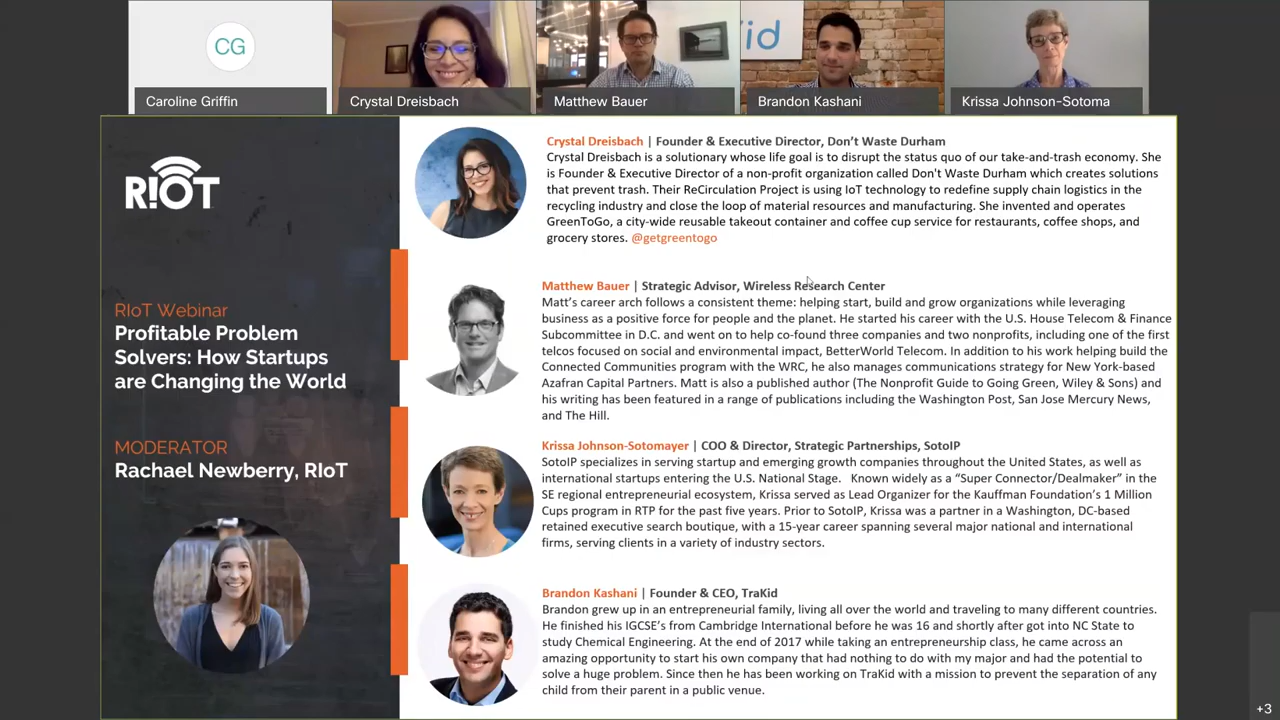 CG
Caroline Griffin
Crystal Dreisbach
Matthew Bauer
id
Brandon Kashani
Krissa Johnson-Sotoma
RIOT
RIoT Webinar
Profitable Problem
Solvers: How Startups
are Changing the World
MODERATOR
Rachael Newberry, RIoT
Crystal Dreisbach | Founder & Executive Director, Don't Waste Durham
Crystal Dreisbach is a solutionary whose life goal is to disrupt the status quo of our take-and-trash economy. She
is Founder & Executive Director of a non-profit organization called Don't Waste Durham which creates solutions
that prevent trash. Their ReCirculation Project is using IoT technology to redefine supply chain logistics in the
recycling industry and close the loop of material resources and manufacturing. She invented and operates
GreenToGo, a city-wide reusable takeout container and coffee cup service for restaurants, coffee shops, and
grocery stores. @getgreentogo
Matthew Bauer | Strategic Advisor, Wireless Research Center
Matt's career arch follows a consistent theme: helping start, build and grow organizations while leveraging
business as a positive force for people and the planet. He started his career with the U.S. House Telecom & Finance
Subcommittee in D.C. and went on to help co-found three companies and two nonprofits, including one of the first
telcos focused on social and environmental impact, BetterWorld Telecom. In addition to his work helping build the
Connected Communities program with the WRC, he also manages communications strategy for New York-based
Azafran Capital Partners. Matt is also a published author (The Nonprofit Guide to Going Green, Wiley & Sons) and
his writing has been featured in a range of publications including the Washington Post, San Jose Mercury News,
and The Hill.
Krissa Johnson-Sotomayer | COO & Director, Strategic Partnerships, SotoIP
SotoIP specializes in serving startup and emerging growth companies throughout the United States, as well as
international startups entering the U.S. National Stage. Known widely as a “Super Connector/Dealmaker” in the
SE regional entrepreneurial ecosystem, Krissa served as Lead Organizer for the Kauffman Foundation's 1 Million
Cups program in RTP for the past five years. Prior to SotoIP, Krissa was a partner in a Washington, DC-based
retained executive search boutique, with a 15-year career spanning several major national and international
firms, serving clients in a variety of industry sectors.
Brandon Kashani | Founder & CEO, TraKid
Brandon grew up in an entrepreneurial family, living all over the world and traveling to many different countries.
He finished his IGCSE's from Cambridge International before he was 16 and shortly after got into NC State to
study Chemical Engineering. At the end of 2017 while taking an entrepreneurship class, he came across an
amazing opportunity to start his own company that had nothing to do with my major and had the potential to
solve a huge problem. Since then he has been working on TraKid with a mission to prevent the separation of any
child from their parent in a public venue.
+3